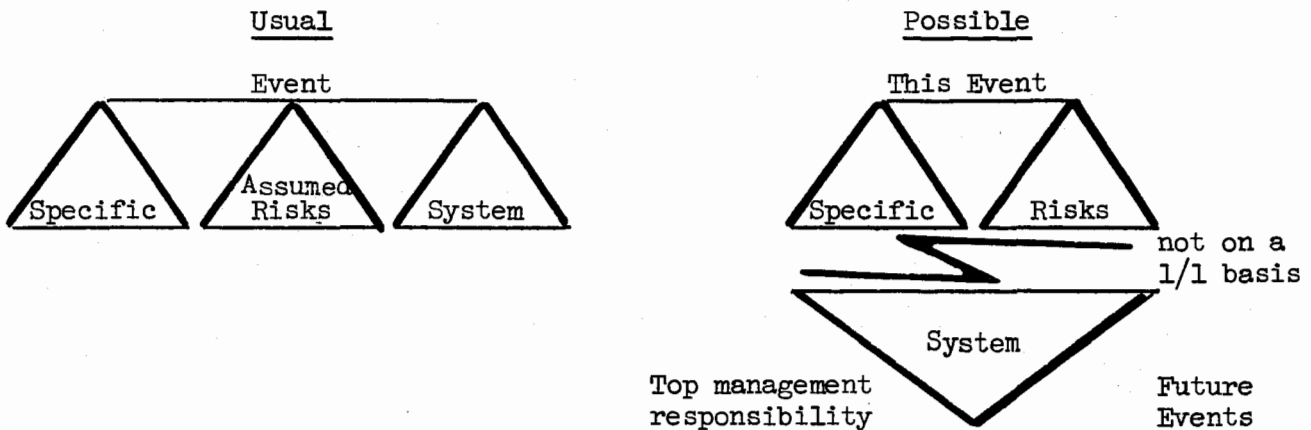 Usual
Event
Specific
Assumed
Risks
System
Possible
This Event
Specific
Risks
not on a
1/1 basis
System
Top management
responsibility
Future
Events